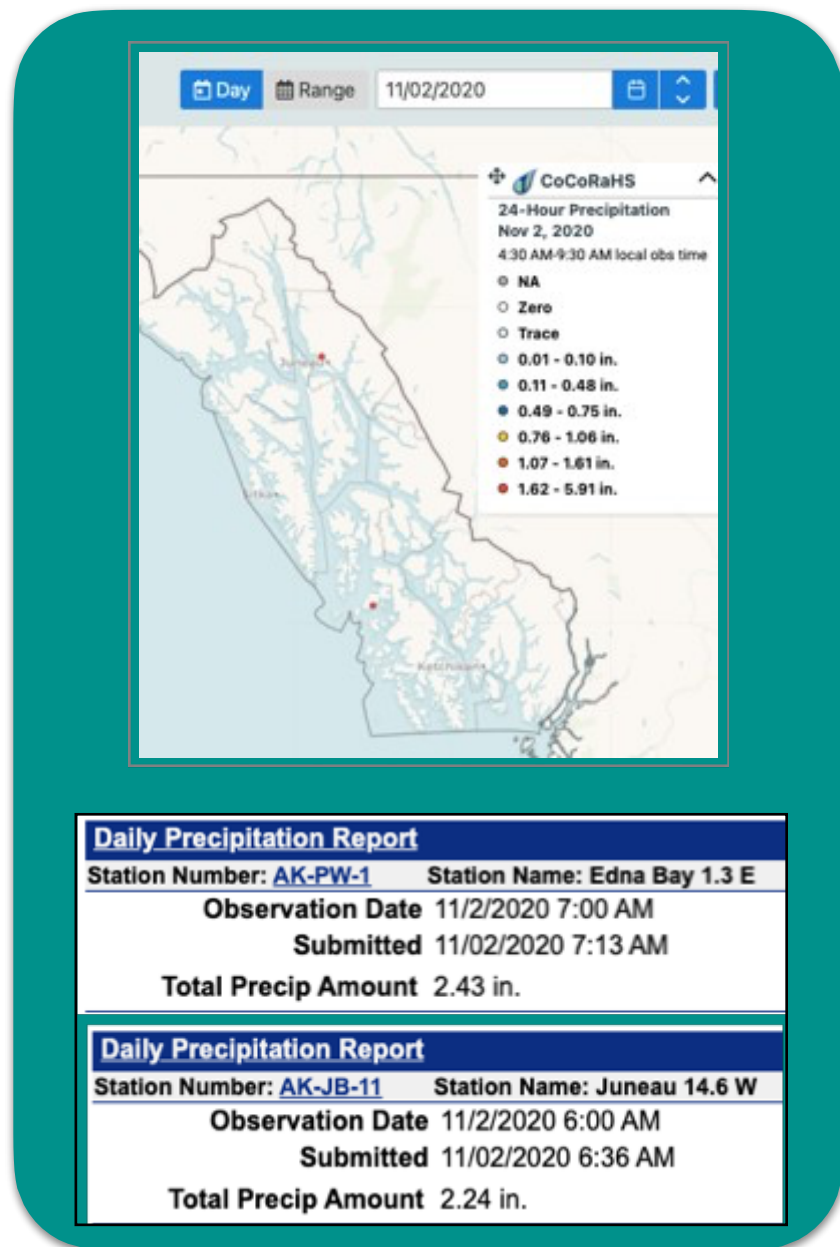 Day Range 11/02/2020
CoCoRaHS
24-Hour Precipitation
Nov 2, 2020
4:30 AM-9:30 AM local obs time
NA
Zero
Trace
0.01 - 0.10 in.
0.11 - 0.48 in.
0.49 - 0.75 in.
0.76 - 1.06 in.
1.07 - 1.61 in.
1.62 - 5.91 in.
Juneau
Sitka
Ketchikan
Daily Precipitation Report
Station Number: AK-PW-1 Station Name: Edna Bay 1.3 E
Observation Date 11/2/2020 7:00 AM
Submitted 11/02/2020 7:13 AM
Total Precip Amount 2.43 in.
Daily Precipitation Report
Station Number: AK-JB-11 Station Name: Juneau 14.6 W
Observation Date 11/2/2020 6:00 AM
Submitted 11/02/2020 6:36 AM
Total Precip Amount 2.24 in.